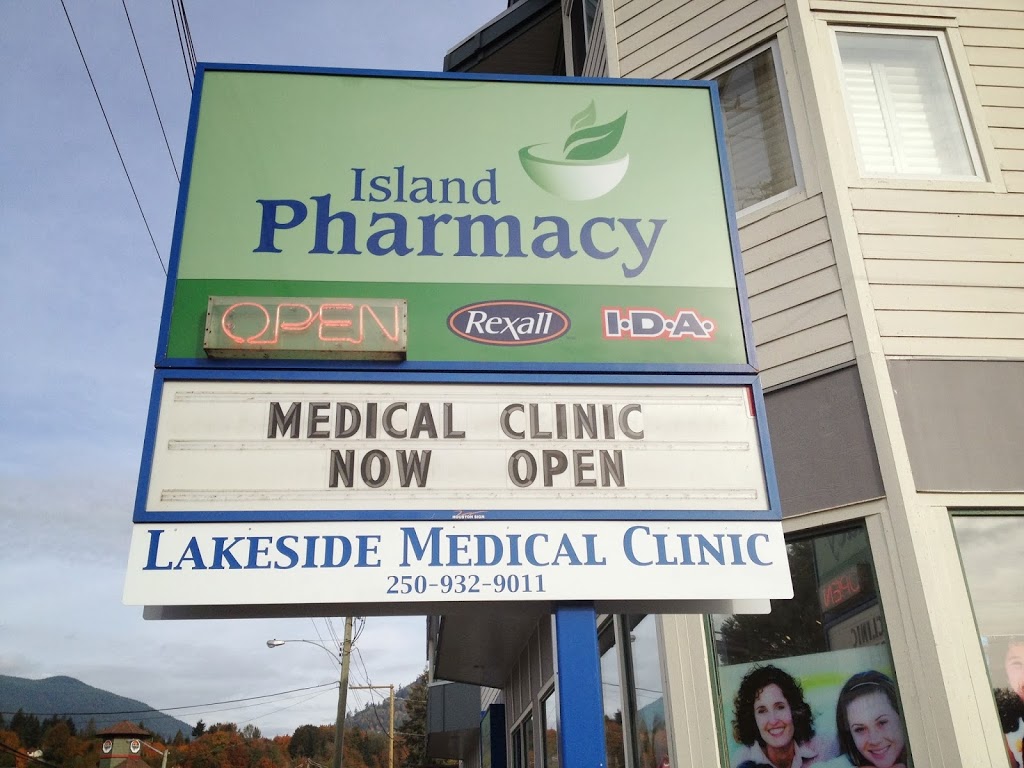 Island
Pharmacy
OPEN
Rexall
I·D·A·
MEDICAL CLINIC
NOW OPEN
LAKESIDE MEDICAL CLINIC
250-932-9011